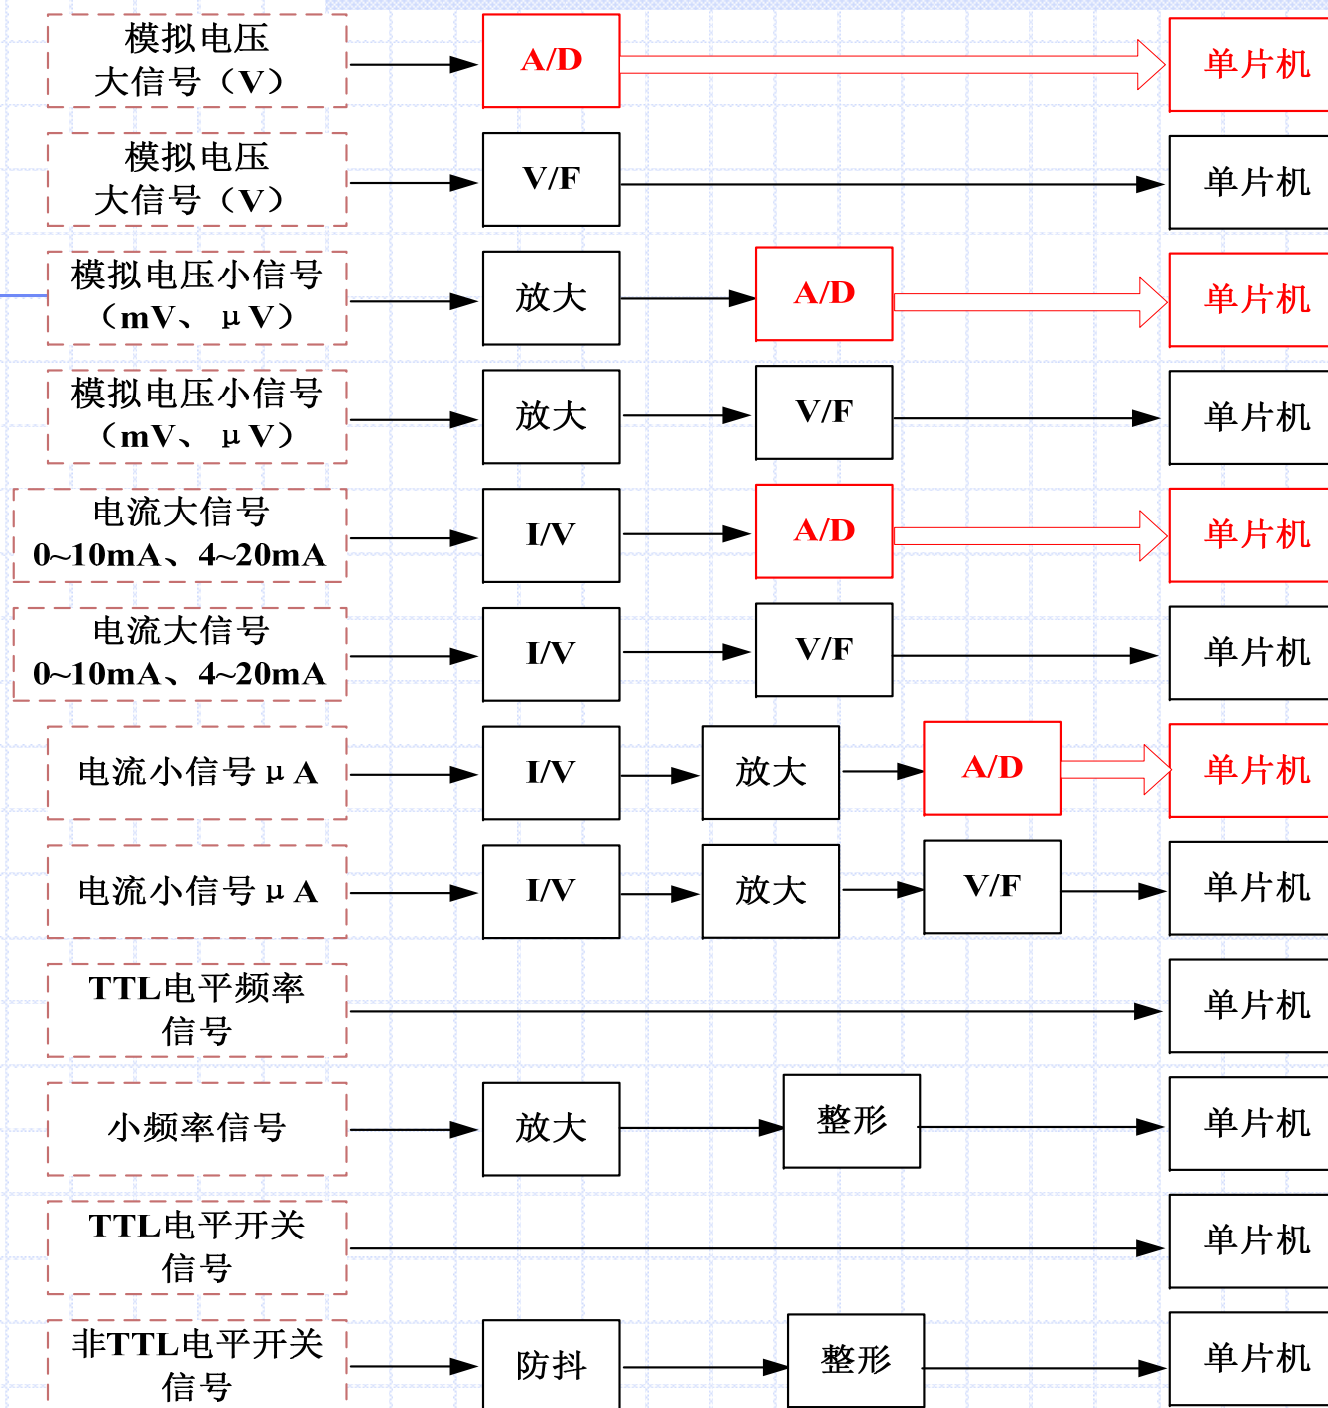 模拟电压
大信号（V）
A/D
单片机
模拟电压
大信号（V）
V/F
单片机
模拟电压小信号
（mV、μV）
放大
A/D
单片机
模拟电压小信号
（mV、μV）
放大
V/F
单片机
电流大信号
0~10mA、4~20mA
I/V
A/D
单片机
电流大信号
0~10mA、4~20mA
I/V
V/F
单片机
电流小信号μA
I/V
放大
A/D
单片机
电流小信号μA
I/V
放大
V/F
单片机
TTL电平频率
信号
单片机
小频率信号
放大
整形
单片机
TTL电平开关
信号
单片机
非TTL电平开关
信号
防抖
整形
单片机